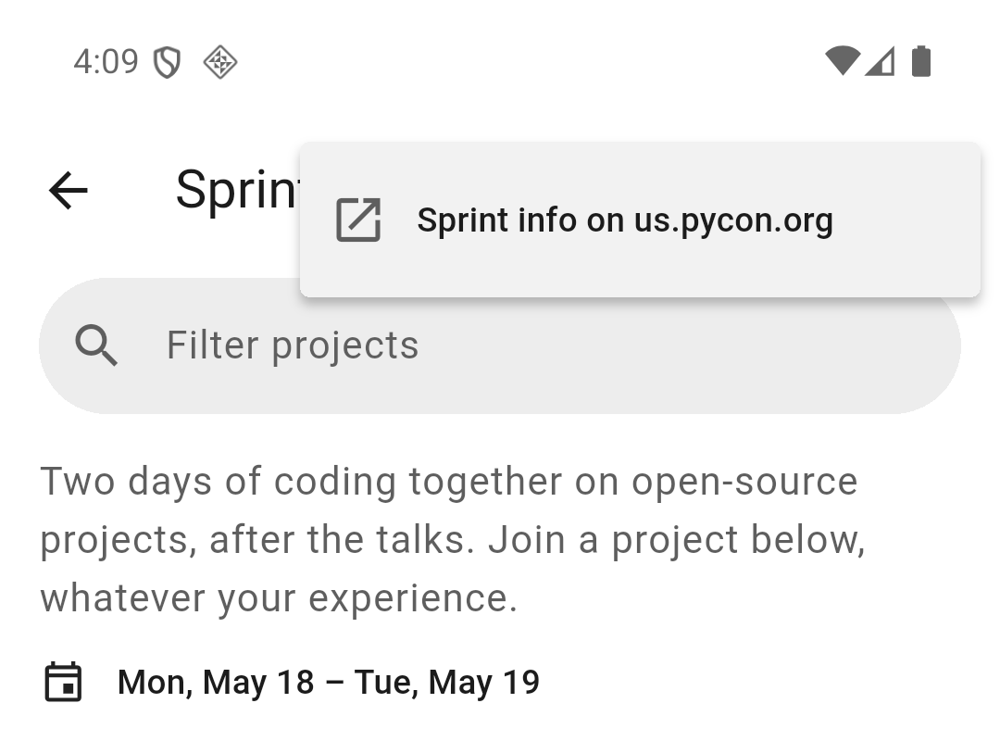 4:09
Sprint
Sprint info on us.pycon.org
Filter projects
Two days of coding together on open-source
projects, after the talks. Join a project below,
whatever your experience.
Mon, May 18 – Tue, May 19